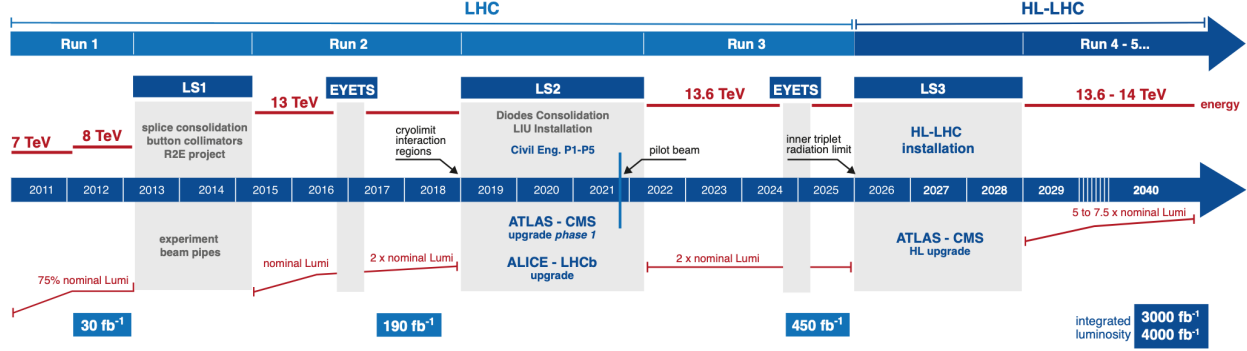 LHC
HL-LHC
Run 1
Run 2
Run 3
Run 4 - 5...
LS1
EYETS
LS2
EYETS
LS3
7 TeV
8 TeV
13 TeV
13.6 TeV
13.6 - 14 TeV
energy
splice consolidation
button collimators
R2E project
cryolimit
interaction
regions
Diodes Consolidation
LIU Installation
Civil Eng. P1-P5
pilot beam
inner triplet
radiation limit
HL-LHC
installation
2011
2012
2013
2014
2015
2016
2017
2018
2019
2020
2021
2022
2023
2024
2025
2026
2027
2028
2029
2040
experiment
beam pipes
ATLAS - CMS
upgrade phase 1
ALICE - LHCb
upgrade
ATLAS - CMS
HL upgrade
5 to 7.5 x nominal Lumi
75% nominal Lumi
nominal Lumi
2 x nominal Lumi
2 x nominal Lumi
30 fb⁻¹
190 fb⁻¹
450 fb⁻¹
integrated
luminosity
3000 fb⁻¹
4000 fb⁻¹